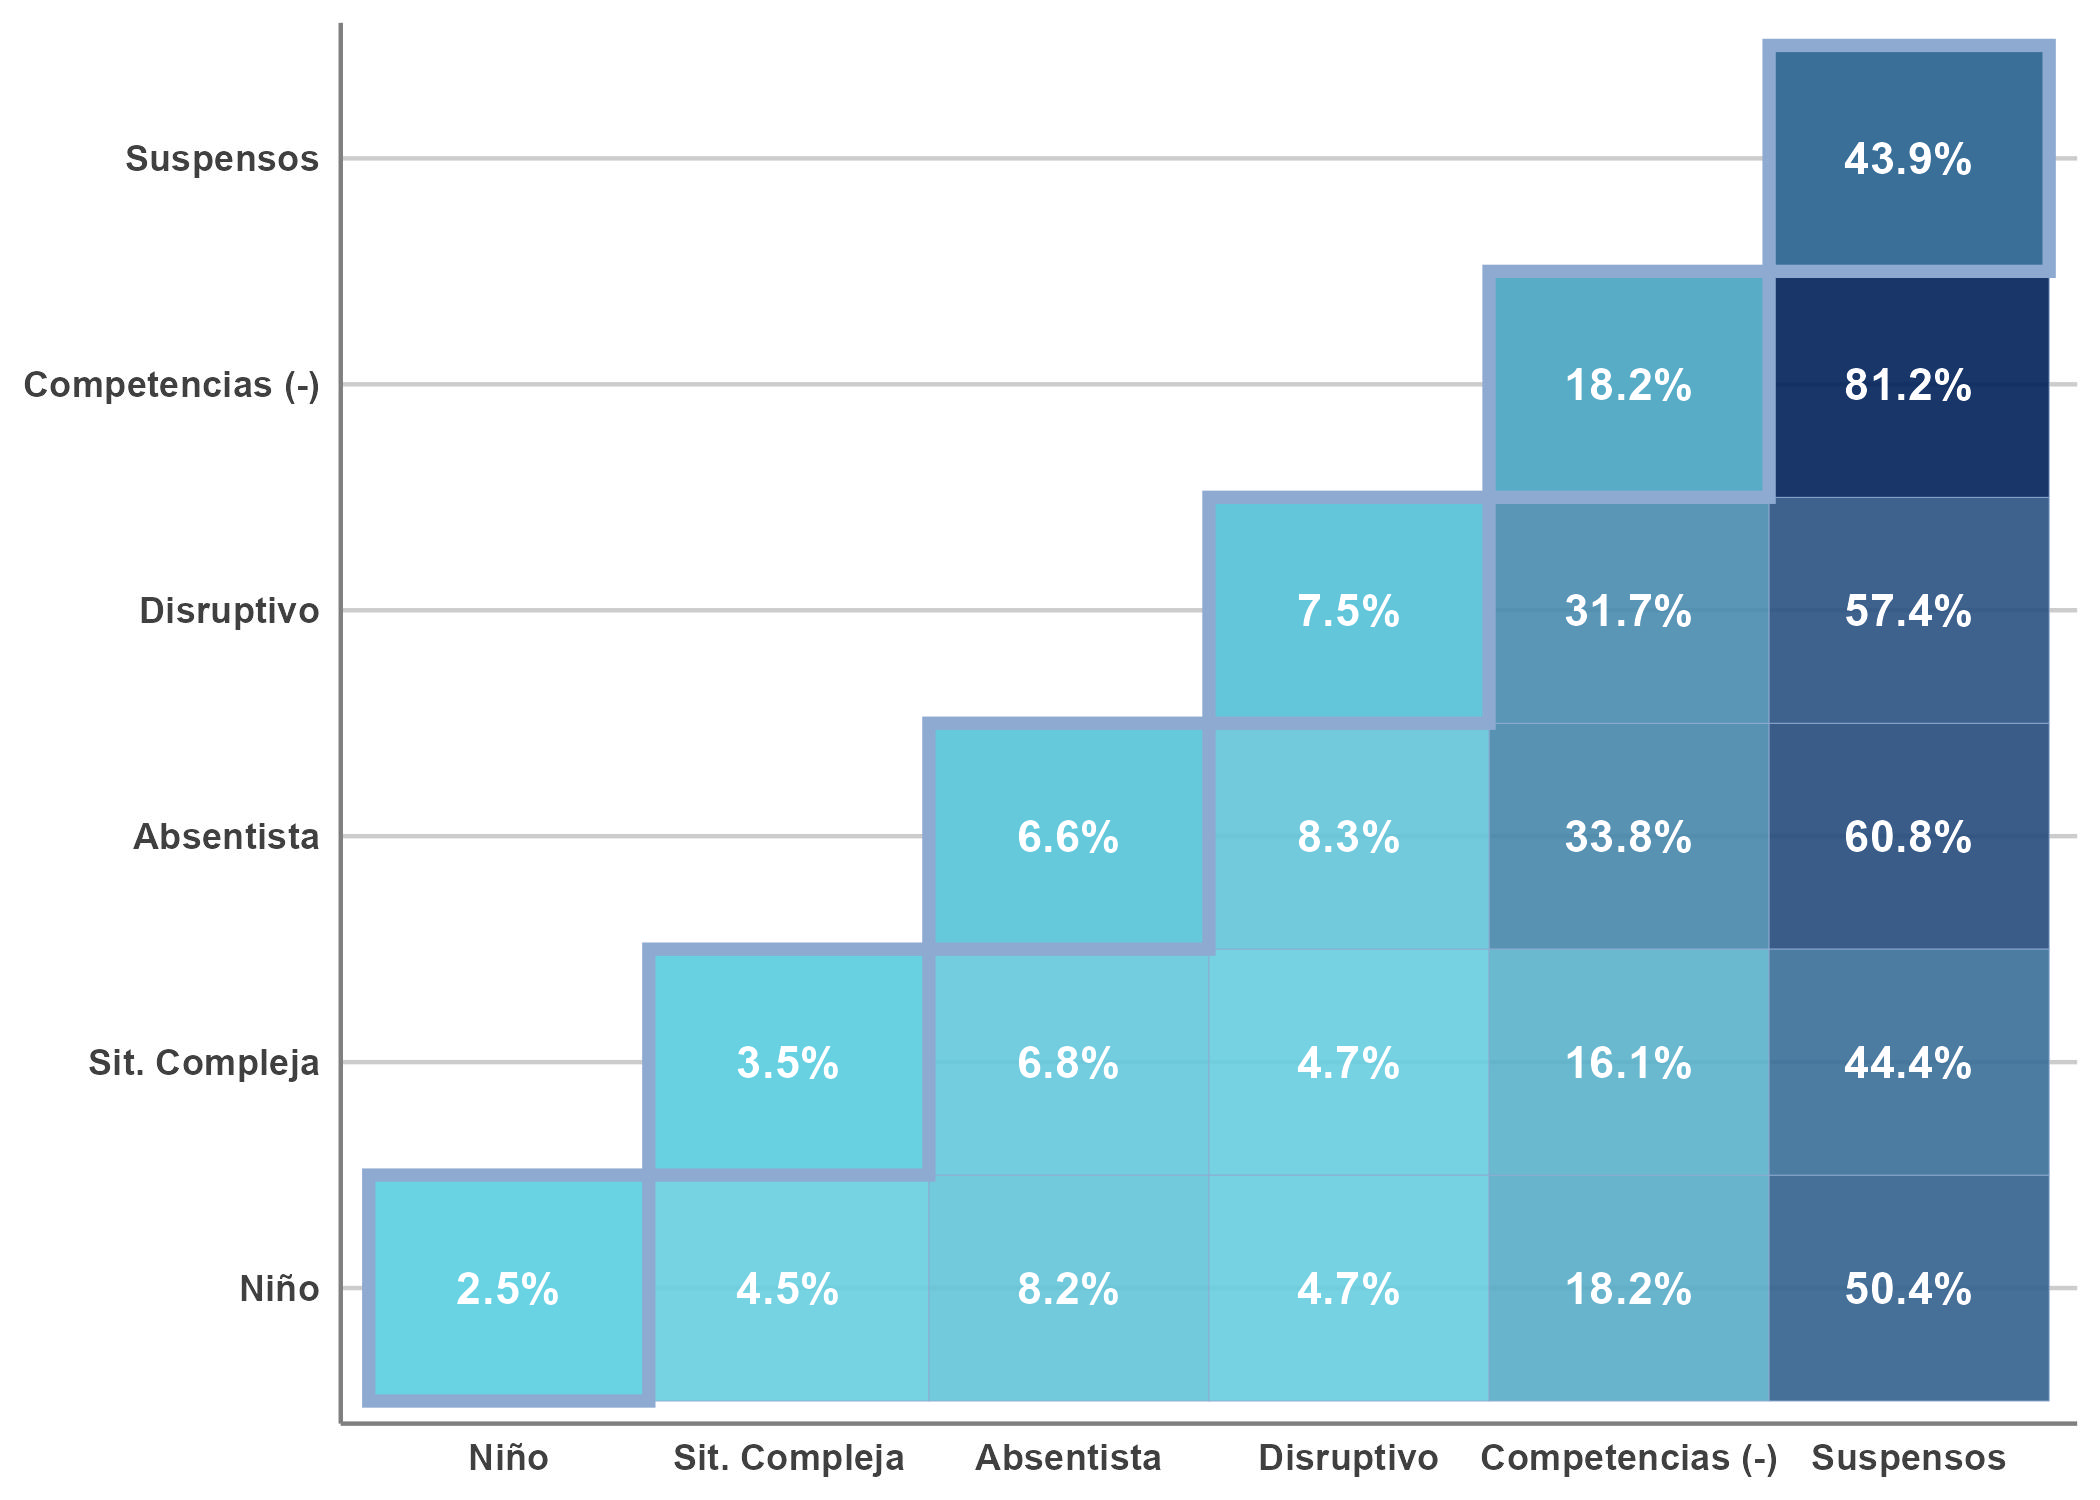 Suspensos 43.9%
Competencias (-) 18.2% 81.2%
Disruptivo 7.5% 31.7% 57.4%
Absentista 6.6% 8.3% 33.8% 60.8%
Sit. Compleja 3.5% 6.8% 4.7% 16.1% 44.4%
Niño 2.5% 4.5% 8.2% 4.7% 18.2% 50.4%
Niño Sit. Compleja Absentista Disruptivo Competencias (-) Suspensos